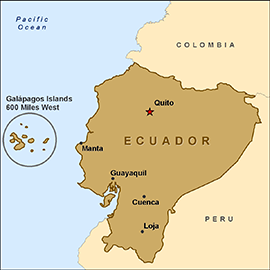 Pacific
Ocean
COLOMBIA
Galápagos Islands
600 Miles West
Quito
ECUADOR
Manta
Guayaquil
Cuenca
PERU
Loja